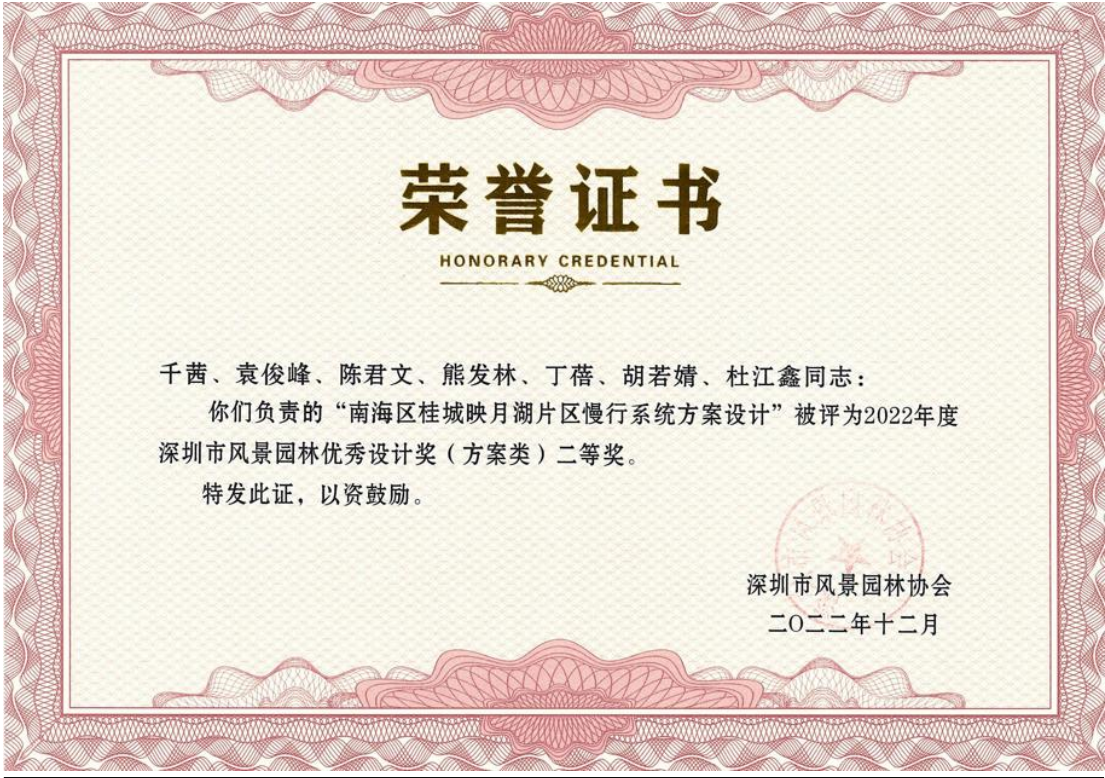 荣誉证书
HONORARY CREDENTIAL
千茜、袁俊峰、陈君文、熊发林、丁蓓、胡若婧、杜江鑫同志：
你们负责的“南海区桂城映月湖片区慢行系统方案设计”被评为2022年度
深圳市风景园林优秀设计奖（方案类）二等奖。
特发此证，以资鼓励。
深圳市风景园林协会
二〇二二年十二月